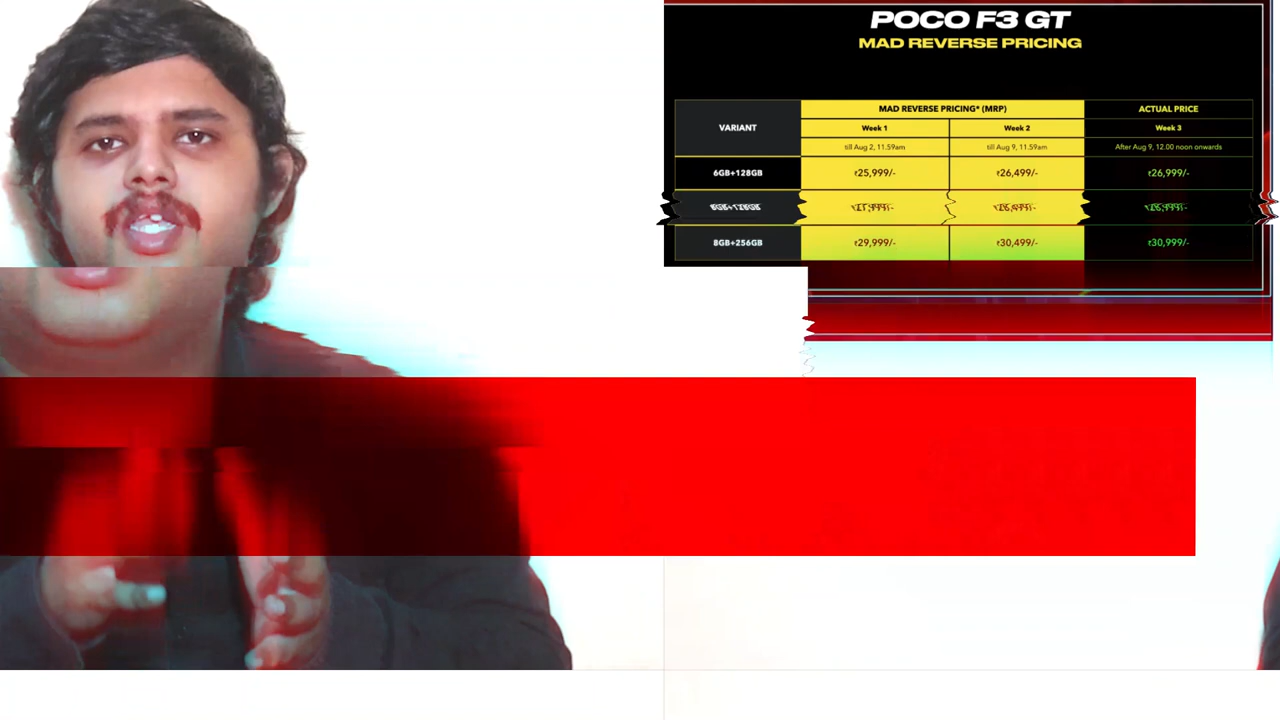 POCO F3 GT
MAD REVERSE PRICING
VARIANT
MAD REVERSE PRICING* (MRP)
ACTUAL PRICE
Week 1
Week 2
Week 3
till Aug 2, 11.59am
till Aug 9, 11.59am
After Aug 9, 12.00 noon onwards
6GB+128GB
₹25,999/-
₹26,499/-
₹26,999/-
8GB+256GB
₹29,999/-
₹30,499/-
₹30,999/-